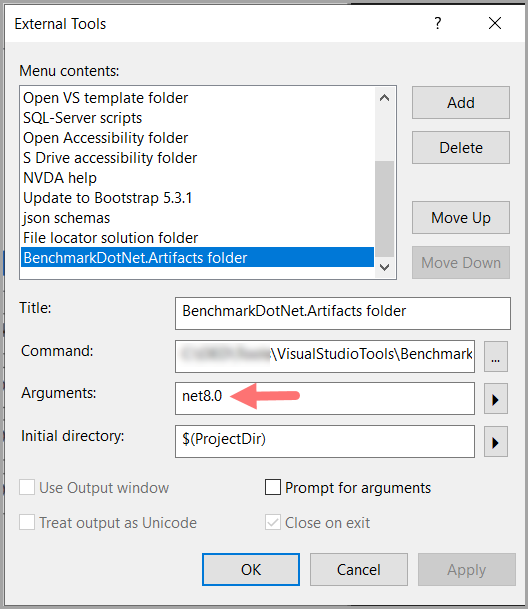 External Tools
?
Menu contents:
Open VS template folder
SQL-Server scripts
Open Accessibility folder
S Drive accessibility folder
NVDA help
Update to Bootstrap 5.3.1
json schemas
File locator solution folder
BenchmarkDotNet.Artifacts folder
Add
Delete
Move Up
Move Down
Title: BenchmarkDotNet.Artifacts folder
Command: \VisualStudioTools\Benchmark ...
Arguments: net8.0
Initial directory: $(ProjectDir)
Use Output window
Prompt for arguments
Treat output as Unicode
Close on exit
OK
Cancel
Apply